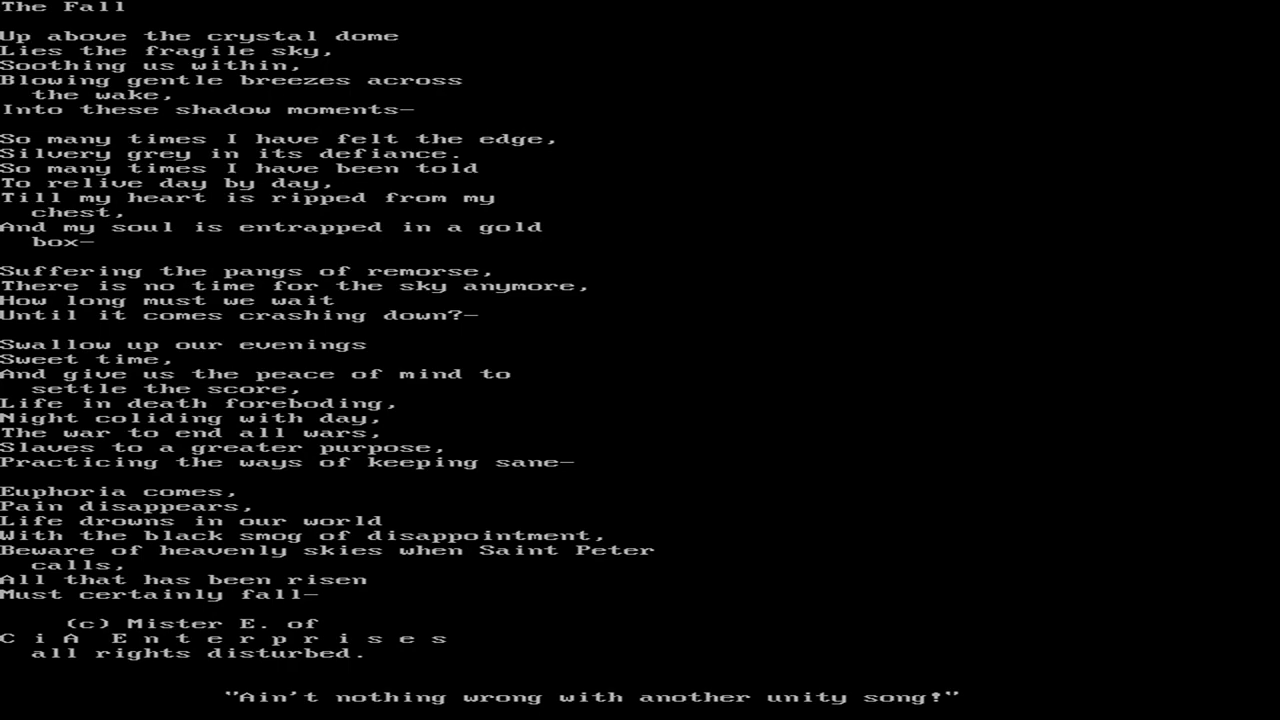 The Fall
Up above the crystal dome
Lies the fragile sky,
Soothing us within,
Blowing gentle breezes across
the wake,
Into these shadow moments—
So many times I have felt the edge,
Silvery grey in its defiance.
So many times I have been told
To relive day by day,
Till my heart is ripped from my
chest,
And my soul is entrapped in a gold
box—
Suffering the pangs of remorse,
There is no time for the sky anymore,
How long must we wait
Until it comes crashing down?—
Swallow up our evenings
Sweet time,
And give us the peace of mind to
settle the score,
Life in death foreboding,
Night coliding with day,
The war to end all wars,
Slaves to a greater purpose,
Practicing the ways of keeping sane—
Euphoria comes,
Pain disappears,
Life drowns in our world
With the black smog of disappointment,
Beware of heavenly skies when Saint Peter
calls,
All that has been risen
Must certainly fall—
(c) Mister E. of
C i A  E n t e r p r i s e s
all rights disturbed.
"Ain't nothing wrong with another unity song!"